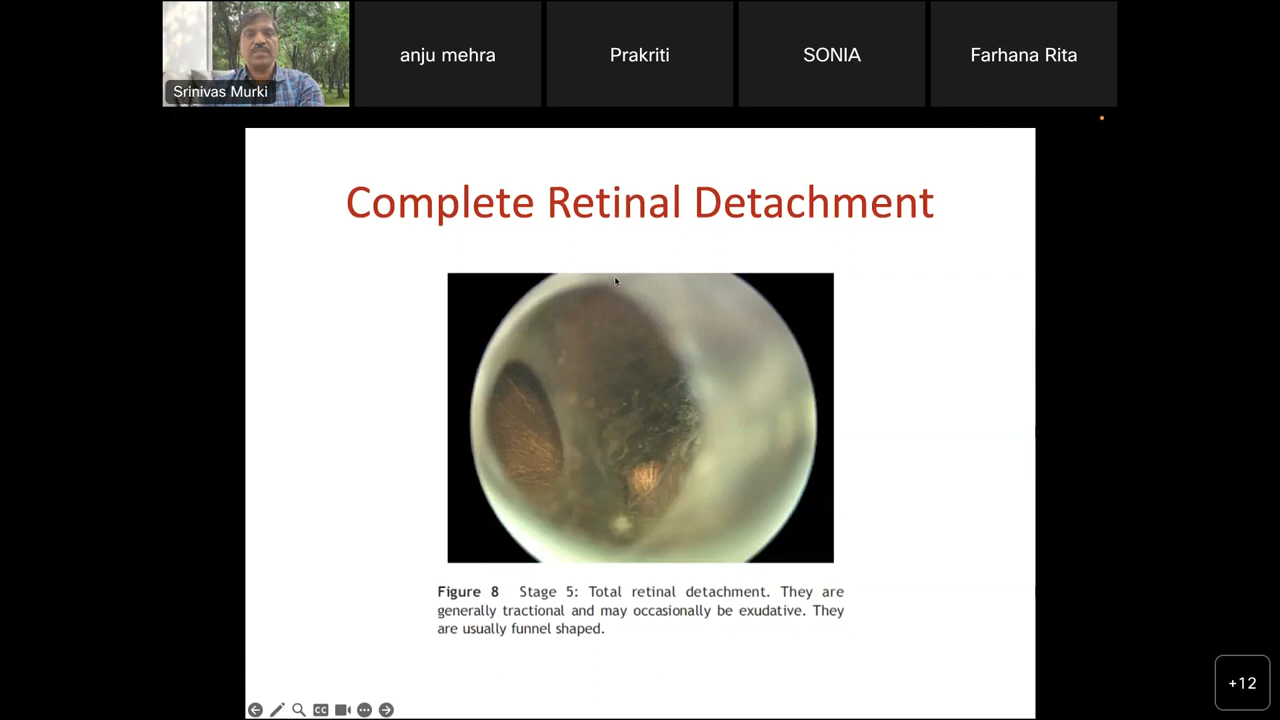 anju mehra
Prakriti
SONIA
Farhana Rita
Srinivas Murki
Complete Retinal Detachment
Figure 8 Stage 5: Total retinal detachment. They are
generally tractional and may occasionally be exudative. They
are usually funnel shaped.
CC
+12